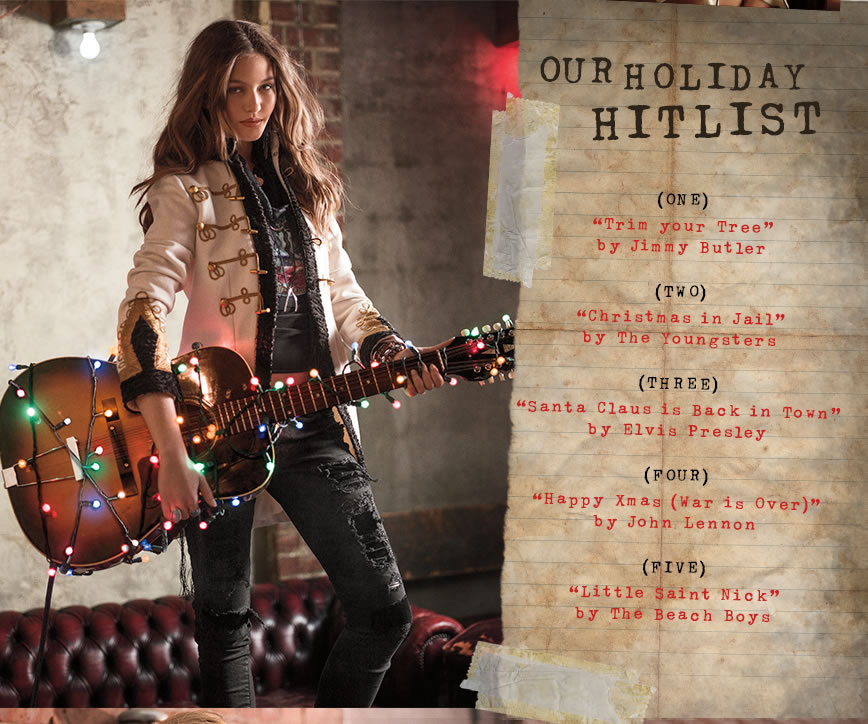 OUR HOLIDAY
HITLIST
(ONE)
“Trim your Tree”
by Jimmy Butler
(TWO)
“Christmas in Jail”
by The Youngsters
(THREE)
“Santa Claus is Back in Town”
by Elvis Presley
(FOUR)
“Happy Xmas (War is Over)”
by John Lennon
(FIVE)
“Little Saint Nick”
by The Beach Boys